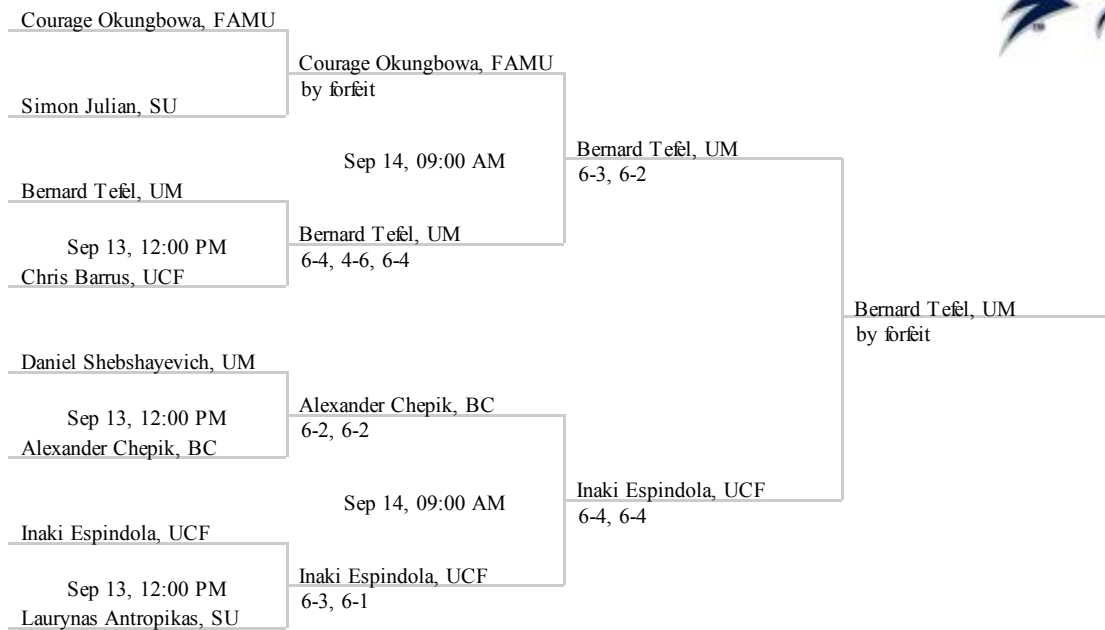 Courage Okungbowa, FAMU
Courage Okungbowa, FAMU
by forfeit
Simon Julian, SU
Sep 14, 09:00 AM
Bernard Tefel, UM
6-3, 6-2
Bernard Tefel, UM
Sep 13, 12:00 PM
Bernard Tefel, UM
6-4, 4-6, 6-4
Chris Barrus, UCF
Bernard Tefel, UM
by forfeit
Daniel Shebshayevich, UM
Sep 13, 12:00 PM
Alexander Chepik, BC
6-2, 6-2
Alexander Chepik, BC
Sep 14, 09:00 AM
Inaki Espindola, UCF
6-4, 6-4
Inaki Espindola, UCF
Sep 13, 12:00 PM
Inaki Espindola, UCF
6-3, 6-1
Laurynas Antropikas, SU